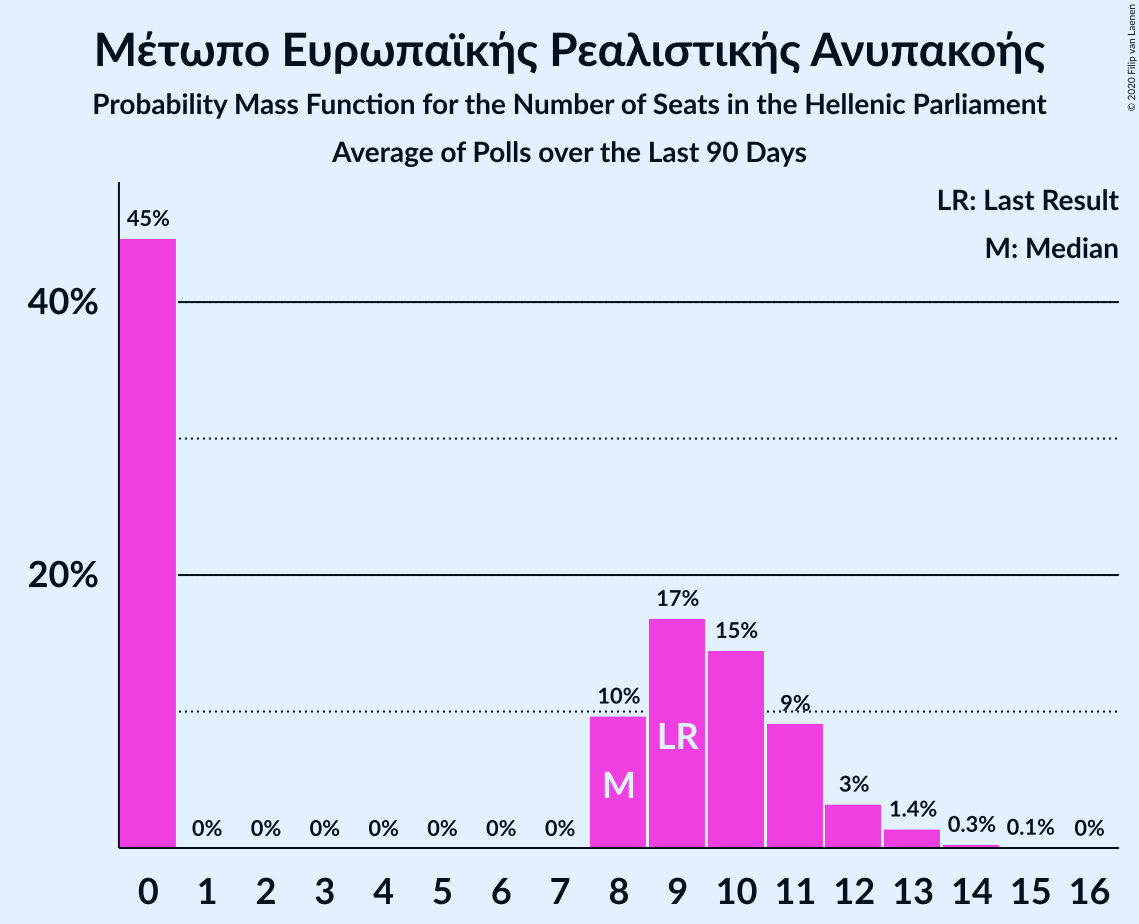 Μέτωπο Ευρωπαϊκής Ρεαλιστικής Ανυπακοής
Probability Mass Function for the Number of Seats in the Hellenic Parliament
Average of Polls over the Last 90 Days
© 2020 Filip van Laenen
LR: Last Result
M: Median
45%
40%
20%
17%
15%
10%
9%
LR
M
3%
1.4%
0.3%
0.1%
0%
0% 0% 0% 0% 0% 0% 0%
0 1 2 3 4 5 6 7 8 9 10 11 12 13 14 15 16